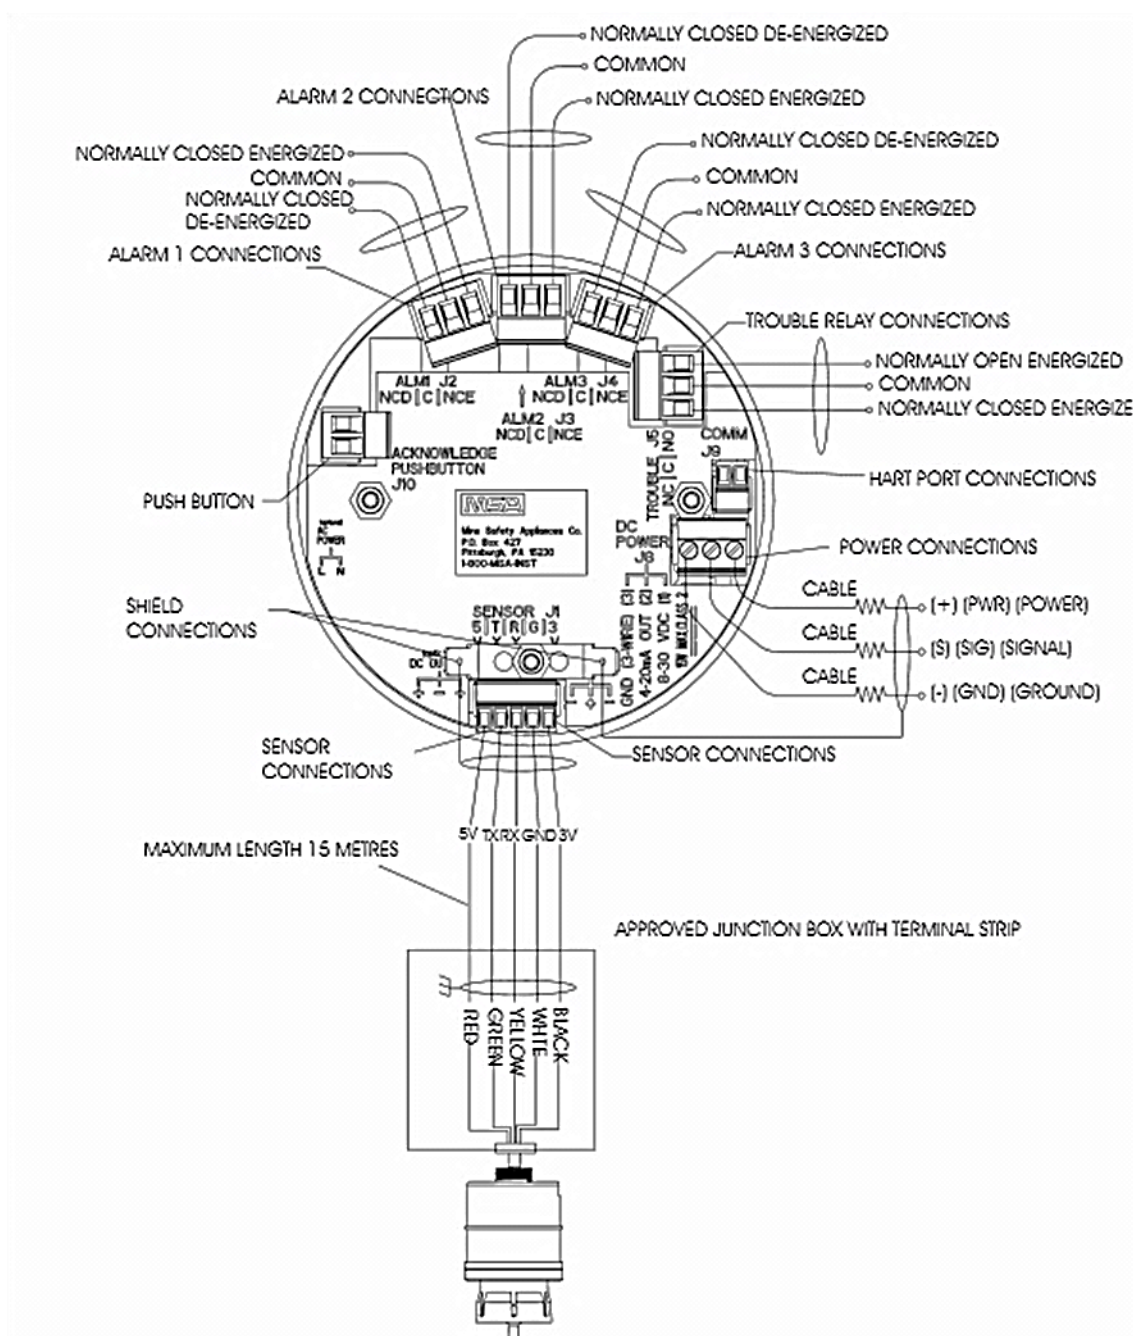 NORMALLY CLOSED DE-ENERGIZED
COMMON
ALARM 2 CONNECTIONS
NORMALLY CLOSED ENERGIZED
NORMALLY CLOSED DE-ENERGIZED
NORMALLY CLOSED ENERGIZED
COMMON
COMMON
NORMALLY CLOSED
DE-ENERGIZED
NORMALLY CLOSED ENERGIZED
ALARM 1 CONNECTIONS
ALARM 3 CONNECTIONS
TROUBLE RELAY CONNECTIONS
NORMALLY OPEN ENERGIZED
COMMON
NORMALLY CLOSED ENERGIZE
ALM1 J2
NCD C NCE
ALM3 J4
NCD C NCE
ALM2 J3
NCD C NCE
J5
TROUBLE
NC C NO
COMM
J9
ACKNOWLEDGE
PUSHBUTTON
J10
HART PORT CONNECTIONS
PUSH BUTTON
MSA
Mine Safety Appliances Co.
P.O. Box 427
Pittsburgh, PA 15230
1-800-MSA-INST
AC
POWER
L N
DC
POWER
J8
POWER CONNECTIONS
CABLE
(+) (PWR) (POWER)
CABLE
(S) (SIG) (SIGNAL)
CABLE
(-) (GND) (GROUND)
GND (3-WIRE) (3)
4-20mA OUT (2)
8-30 VDC (1)
CLASS 2
SHIELD
CONNECTIONS
SENSOR J1
5 T R G 3
DC OUT
SENSOR
CONNECTIONS
SENSOR CONNECTIONS
5V TX RX GND 3V
MAXIMUM LENGTH 15 METRES
APPROVED JUNCTION BOX WITH TERMINAL STRIP
RED
GREEN
YELLOW
WHITE
BLACK